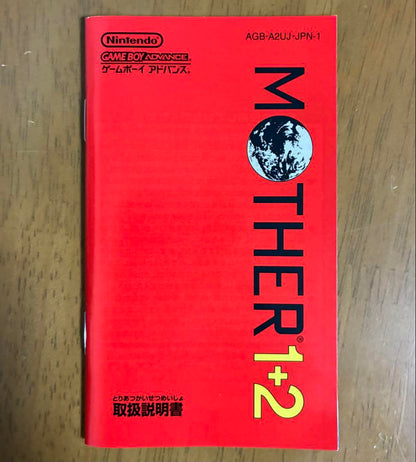 Nintendo®
GAME BOY ADVANCE™
ゲームボーイ アドバンス®
AGB-A2UJ-JPN-1
MOTHER® 1+2
とりあつかいせつめいしょ
取扱説明書